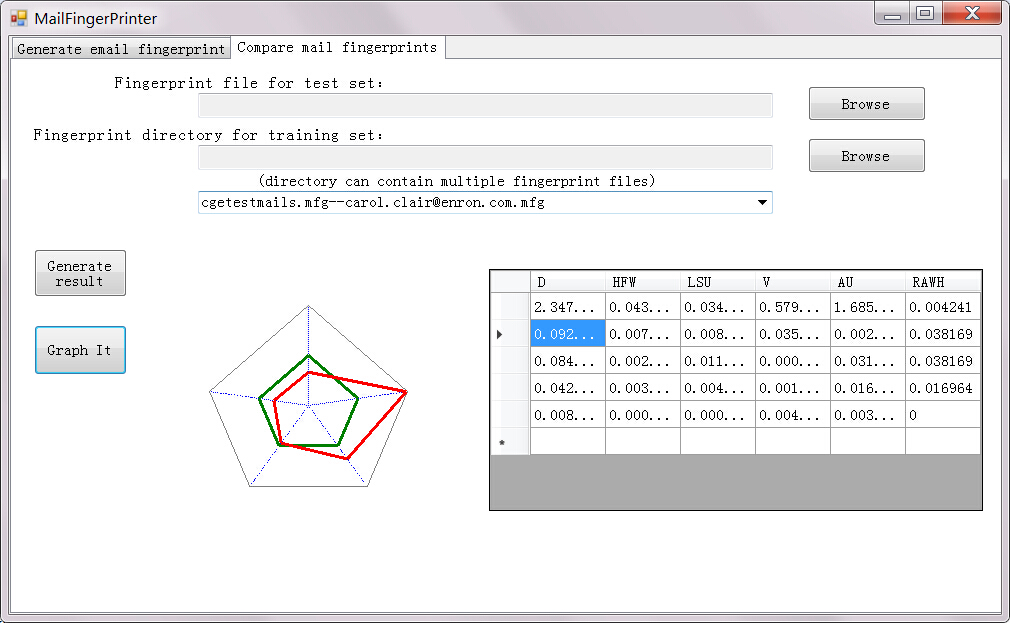 MailFingerPrinter
Generate email fingerprint Compare mail fingerprints
Fingerprint file for test set:
Browse
Fingerprint directory for training set:
Browse
(directory can contain multiple fingerprint files)
cgetestmails.mfg--carol.clair@enron.com.mfg
Generate
result
Graph It
D HFW LSU V AU RAWH
2.347... 0.043... 0.034... 0.579... 1.685... 0.004241
0.092... 0.007... 0.008... 0.035... 0.002... 0.038169
0.084... 0.002... 0.011... 0.000... 0.031... 0.038169
0.042... 0.003... 0.004... 0.001... 0.016... 0.016964
0.008... 0.000... 0.000... 0.004... 0.003... 0
*